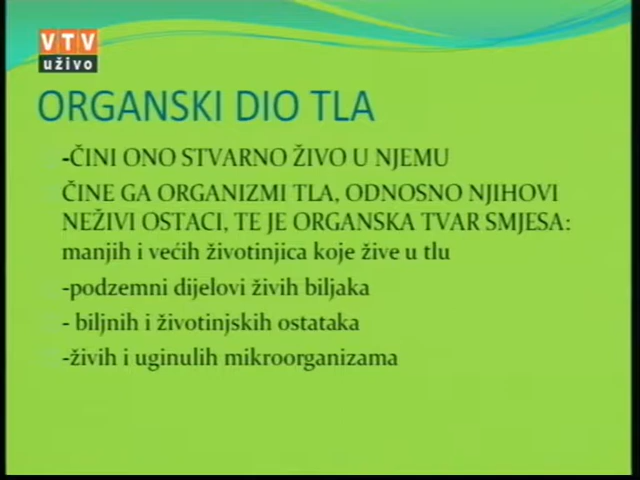 VTV
uživo
ORGANSKI DIO TLA
-ČINI ONO STVARNO ŽIVO U NJEMU
ČINE GA ORGANIZMI TLA, ODNOSNO NJIHOVI
NEŽIVI OSTACI, TE JE ORGANSKA TVAR SMJESA:
manjih i većih životinjica koje žive u tlu
-podzemni dijelovi živih biljaka
- biljnih i životinjskih ostataka
-živih i uginulih mikroorganizama